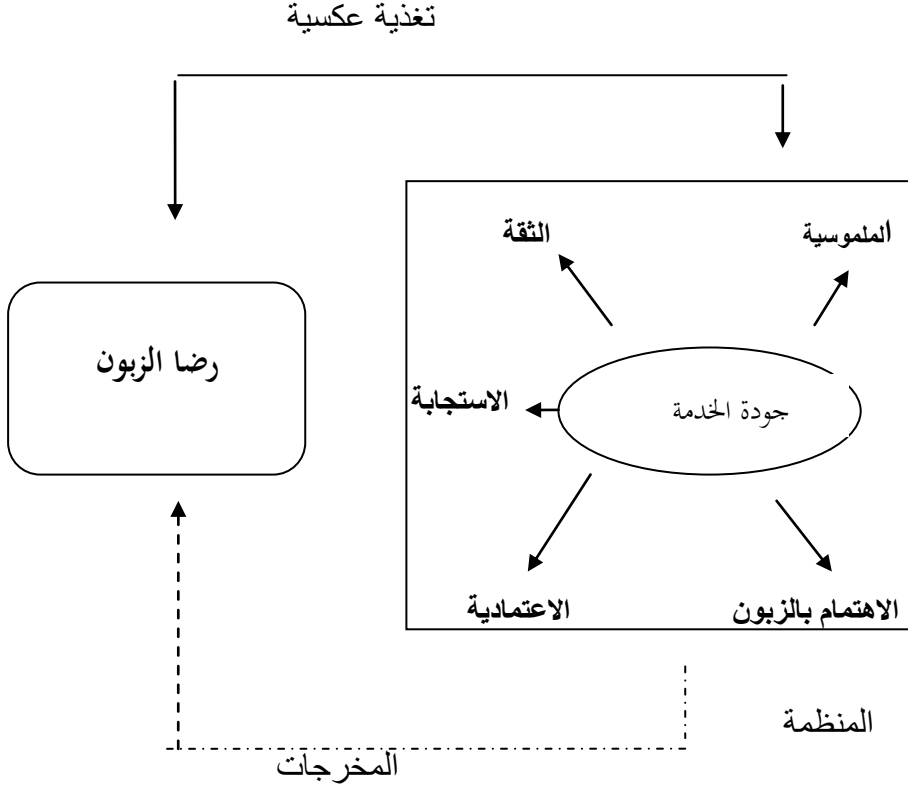 تغذية عكسية
الملموسية
الثقة
رضا الزبون
جودة الخدمة
الاستجابة
الاهتمام بالزبون
الاعتمادية
المنظمة
المخرجات